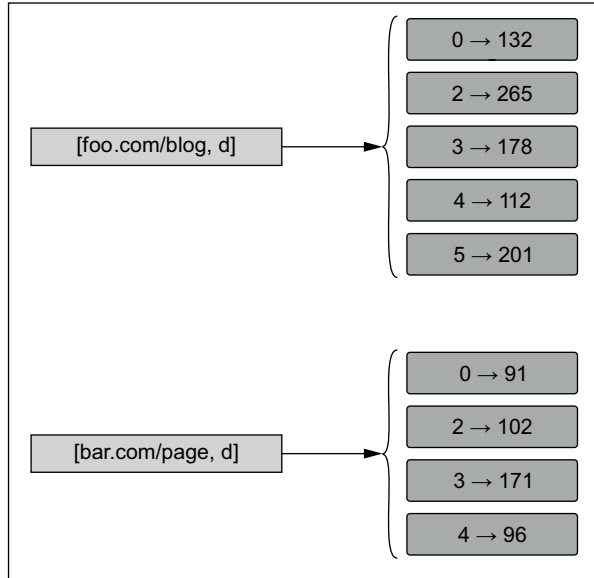 [foo.com/blog, d]
0 → 132
2 → 265
3 → 178
4 → 112
5 → 201
[bar.com/page, d]
0 → 91
2 → 102
3 → 171
4 → 96